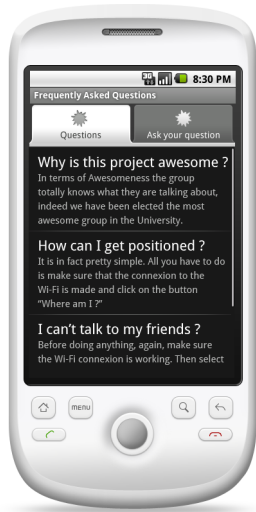 3G
8:30 PM
Frequently Asked Questions
Questions
Ask your question
Why is this project awesome ?
In terms of Awesomeness the group
totally knows what they are talking about,
indeed we have been elected the most
awesome group in the University.
How can I get positioned ?
It is in fact pretty simple. All you have to do
is make sure that the connexion to the
Wi-Fi is made and click on the button
“Where am I ?”
I can’t talk to my friends ?
Before doing anything, again, make sure
the Wi-Fi connexion is working. Then select
MENU